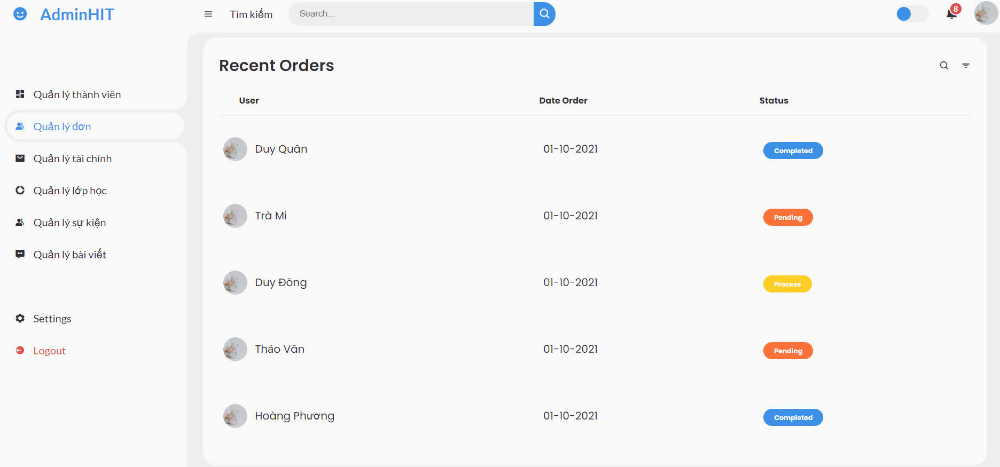 AdminHIT
Tìm kiếm
Search...
8
Quản lý thành viên
Quản lý đơn
Quản lý tài chính
Quản lý lớp học
Quản lý sự kiện
Quản lý bài viết
Settings
Logout
Recent Orders
User Date Order Status
Duy Quân 01-10-2021 Completed
Trà Mi 01-10-2021 Pending
Duy Đông 01-10-2021 Process
Thảo Vân 01-10-2021 Pending
Hoàng Phương 01-10-2021 Completed